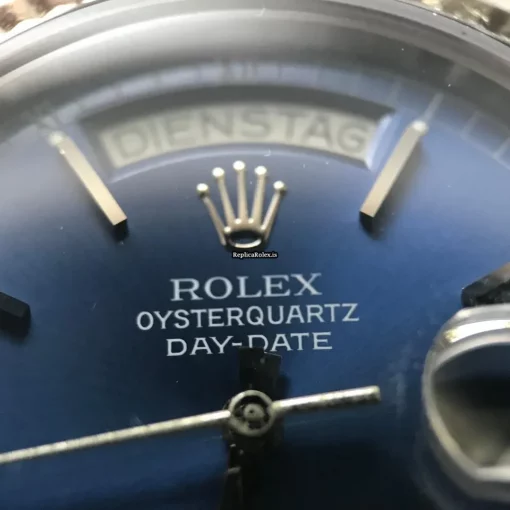 DIENSTAG
ReplicaRolex.is
ROLEX
OYSTERQUARTZ
DAY-DATE